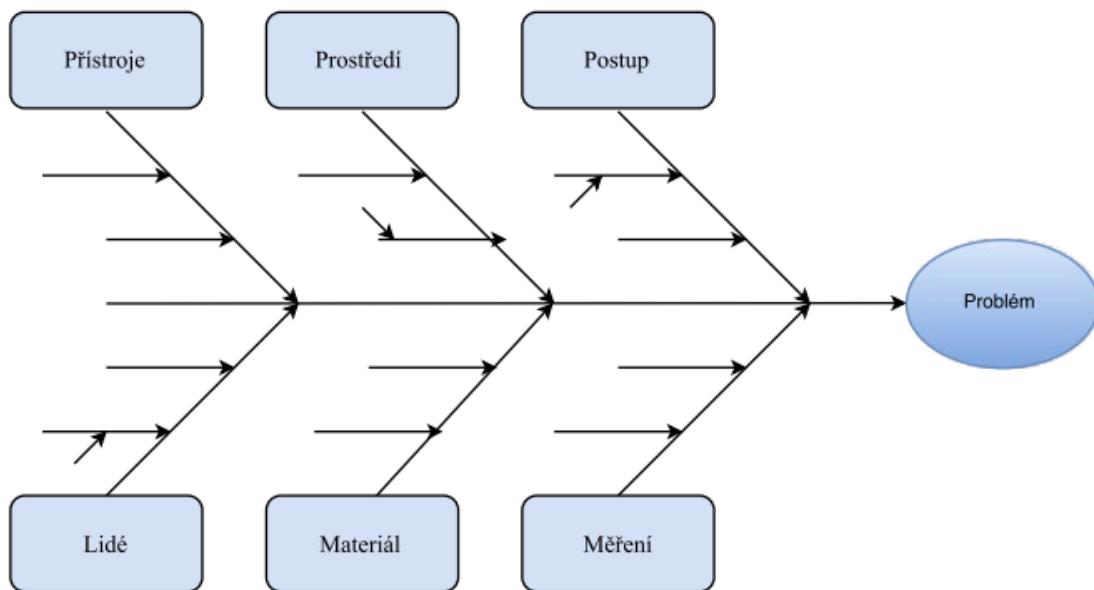 Přístroje
Prostředí
Postup
Problém
Lidé
Materiál
Měření